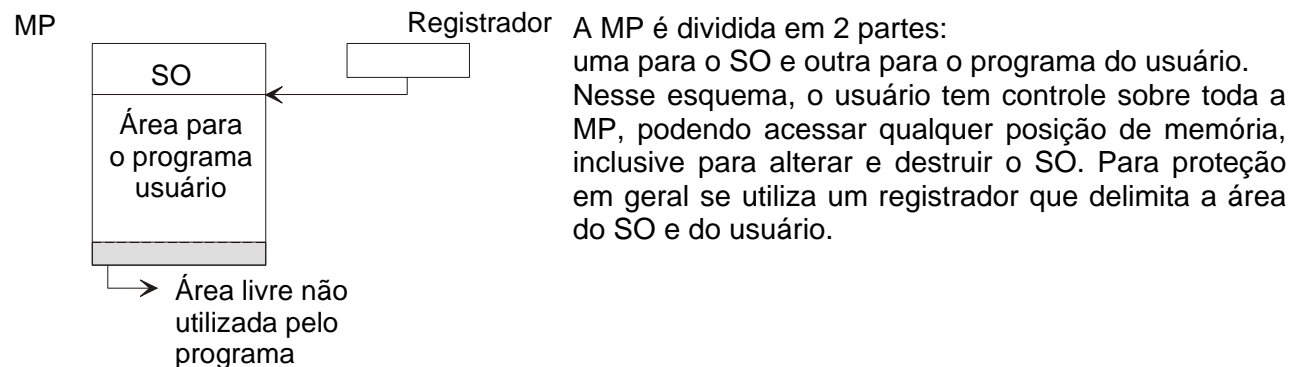 MP
Registrador
SO
Área para
o programa
usuário
Área livre não
utilizada pelo
programa
A MP é dividida em 2 partes:
uma para o SO e outra para o programa do usuário.
Nesse esquema, o usuário tem controle sobre toda a
MP, podendo acessar qualquer posição de memória,
inclusive para alterar e destruir o SO. Para proteção
em geral se utiliza um registrador que delimita a área
do SO e do usuário.